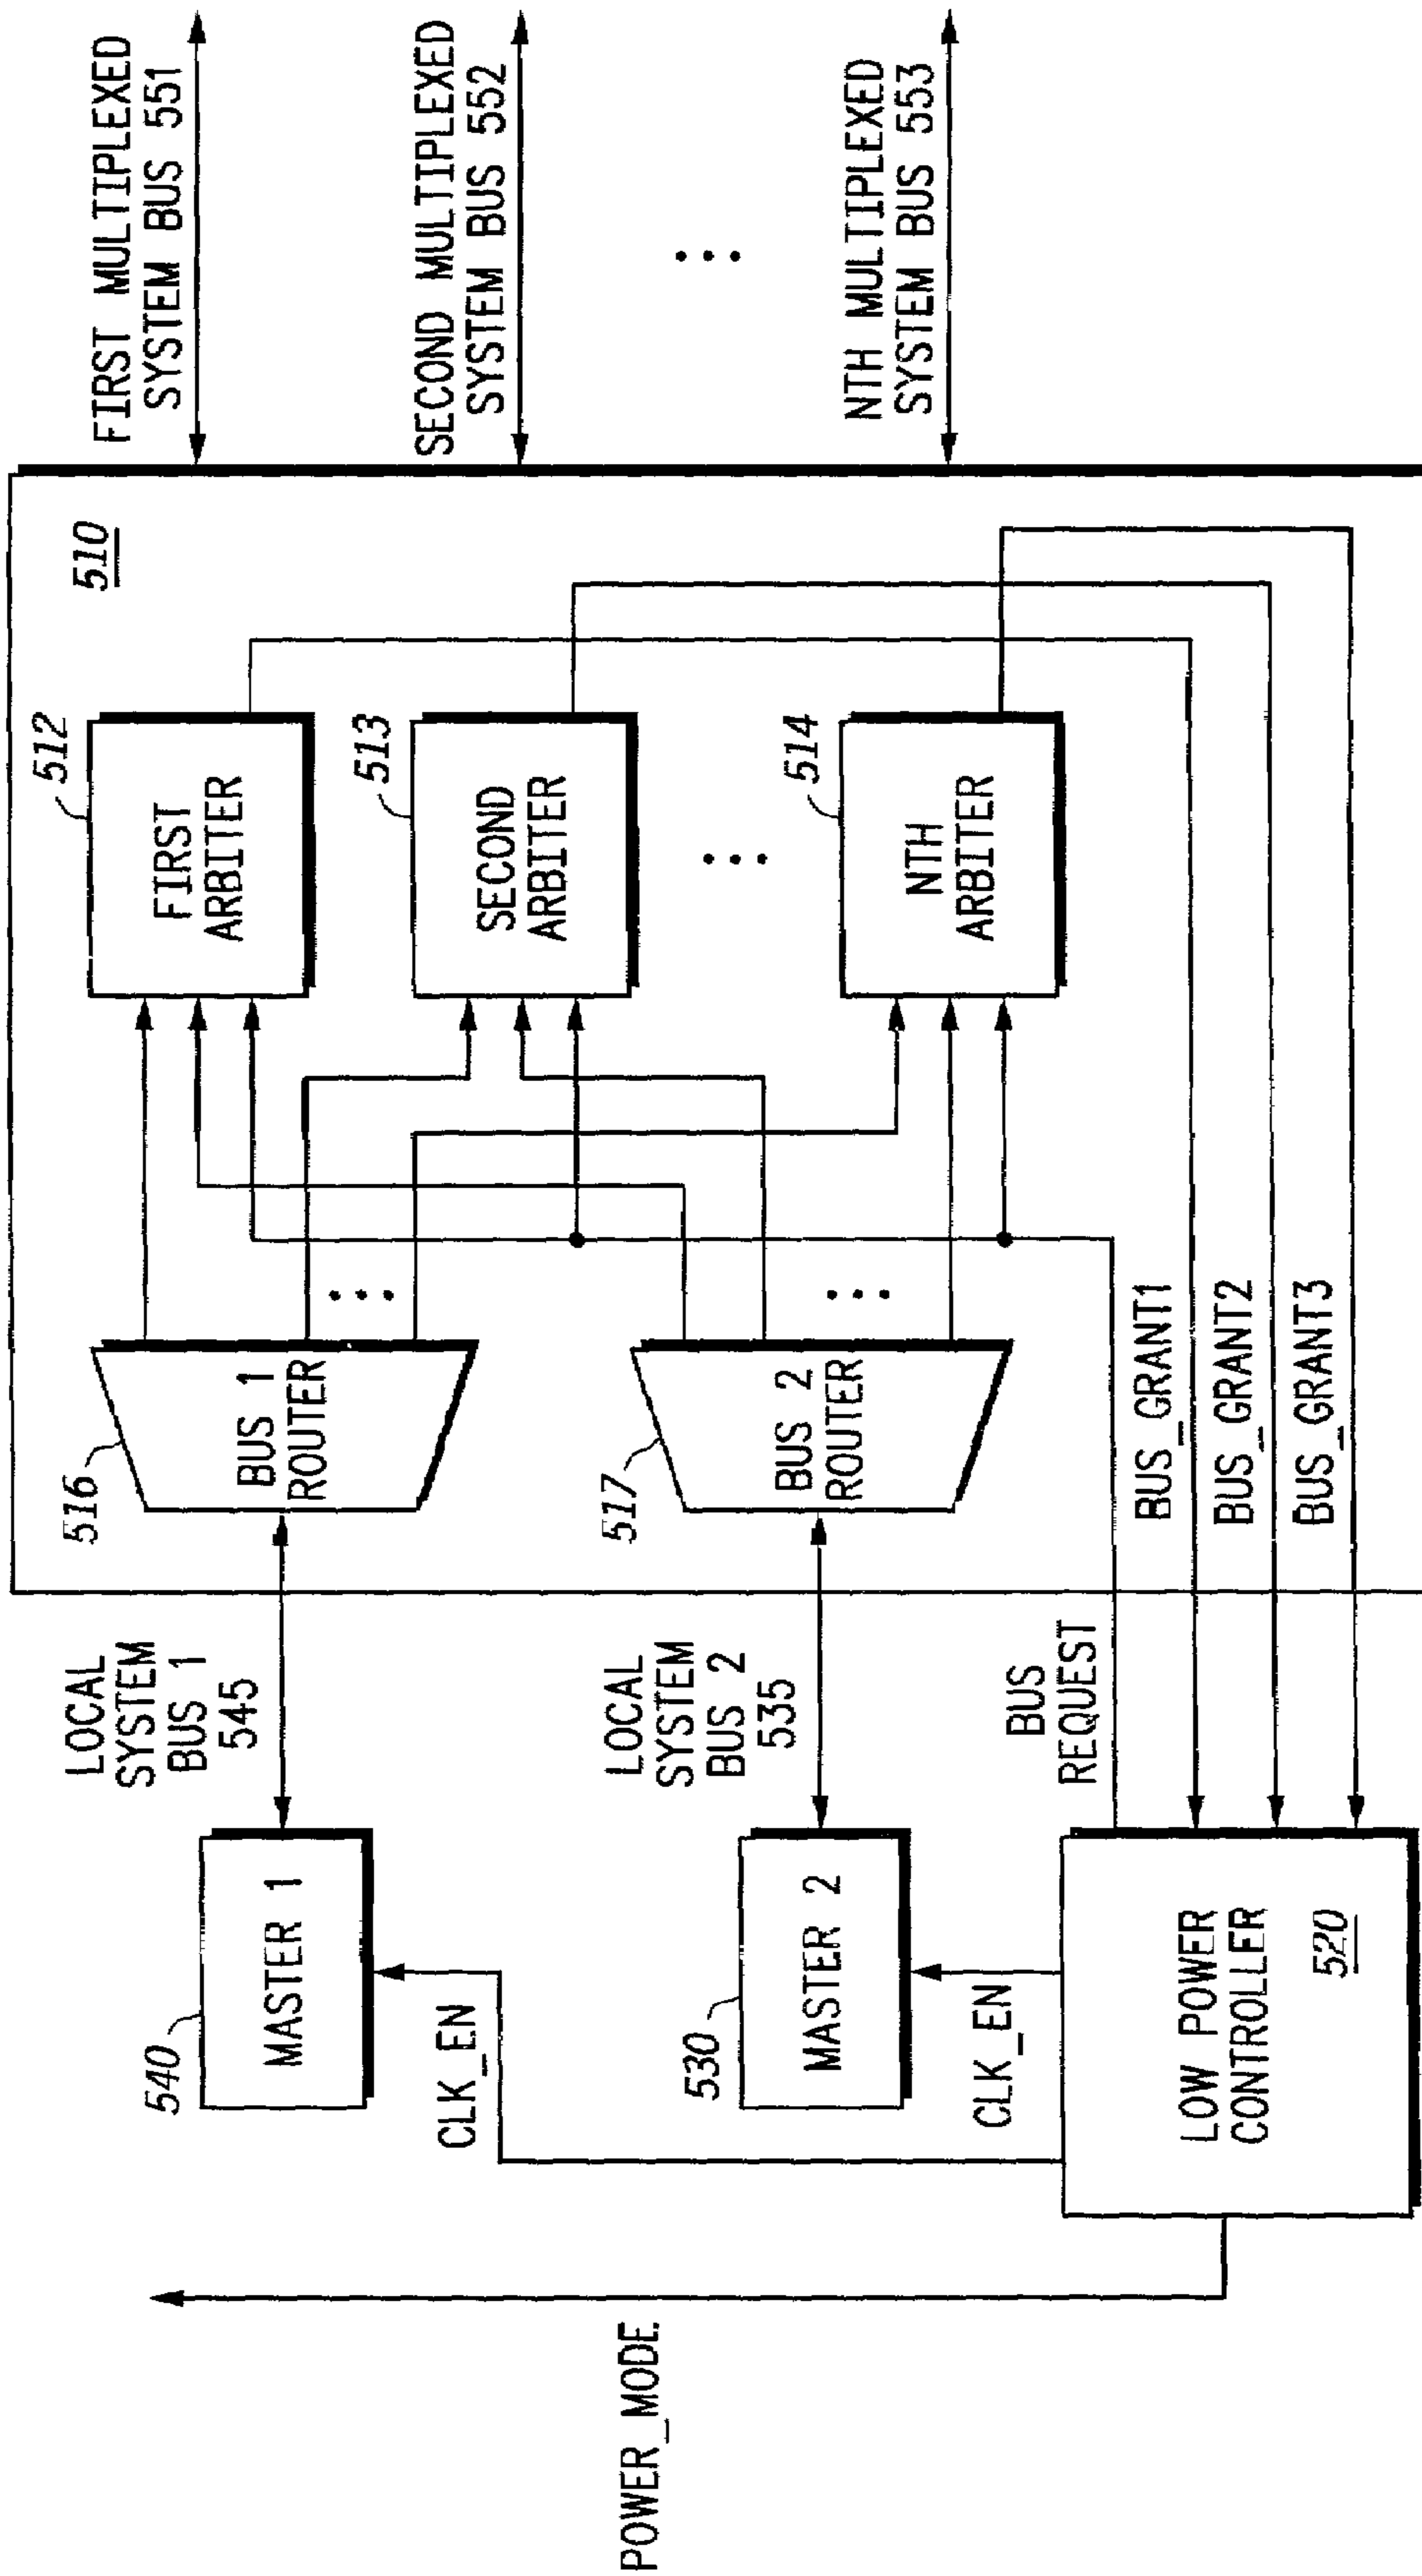 POWER_MODE
540
MASTER 1
CLK_EN
530
MASTER 2
CLK_EN
LOW POWER
CONTROLLER
520
LOCAL
SYSTEM
BUS 1
545
LOCAL
SYSTEM
BUS 2
535
BUS
REQUEST
516
BUS 1
ROUTER
517
BUS 2
ROUTER
BUS_GRANT1
BUS_GRANT2
BUS_GRANT3
510
512
FIRST
ARBITER
513
SECOND
ARBITER
514
NTH
ARBITER
FIRST MULTIPLEXED
SYSTEM BUS 551
SECOND MULTIPLEXED
SYSTEM BUS 552
NTH MULTIPLEXED
SYSTEM BUS 553